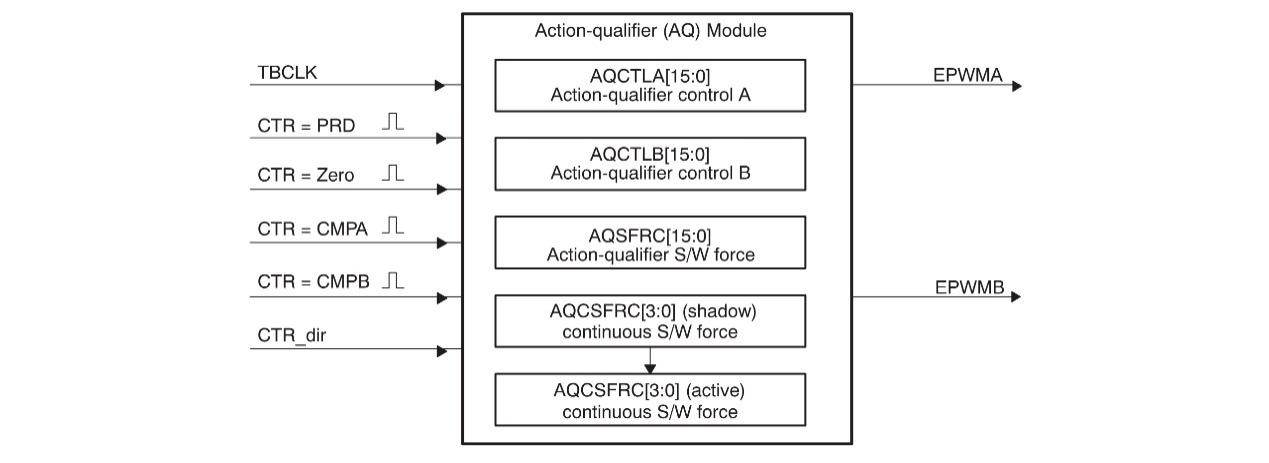 Action-qualifier (AQ) Module
TBCLK
AQCTLA[15:0]
Action-qualifier control A
EPWMA
CTR = PRD
AQCTLB[15:0]
Action-qualifier control B
CTR = Zero
CTR = CMPA
AQSFRC[15:0]
Action-qualifier S/W force
CTR = CMPB
EPWMB
AQCSFRC[3:0] (shadow)
continuous S/W force
CTR_dir
AQCSFRC[3:0] (active)
continuous S/W force